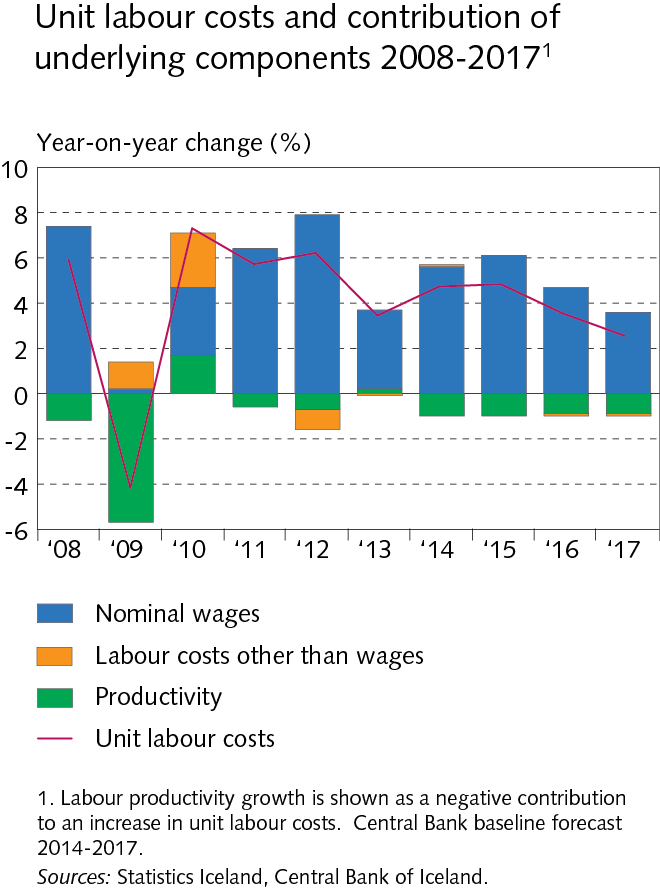 Unit labour costs and contribution of
underlying components 2008-2017¹
Year-on-year change (%)
10
8
6
4
2
0
-2
-4
-6
‘08 ‘09 ‘10 ‘11 ‘12 ‘13 ‘14 ‘15 ‘16 ‘17
Nominal wages
Labour costs other than wages
Productivity
Unit labour costs
1. Labour productivity growth is shown as a negative contribution
to an increase in unit labour costs.  Central Bank baseline forecast
2014-2017.
Sources: Statistics Iceland, Central Bank of Iceland.